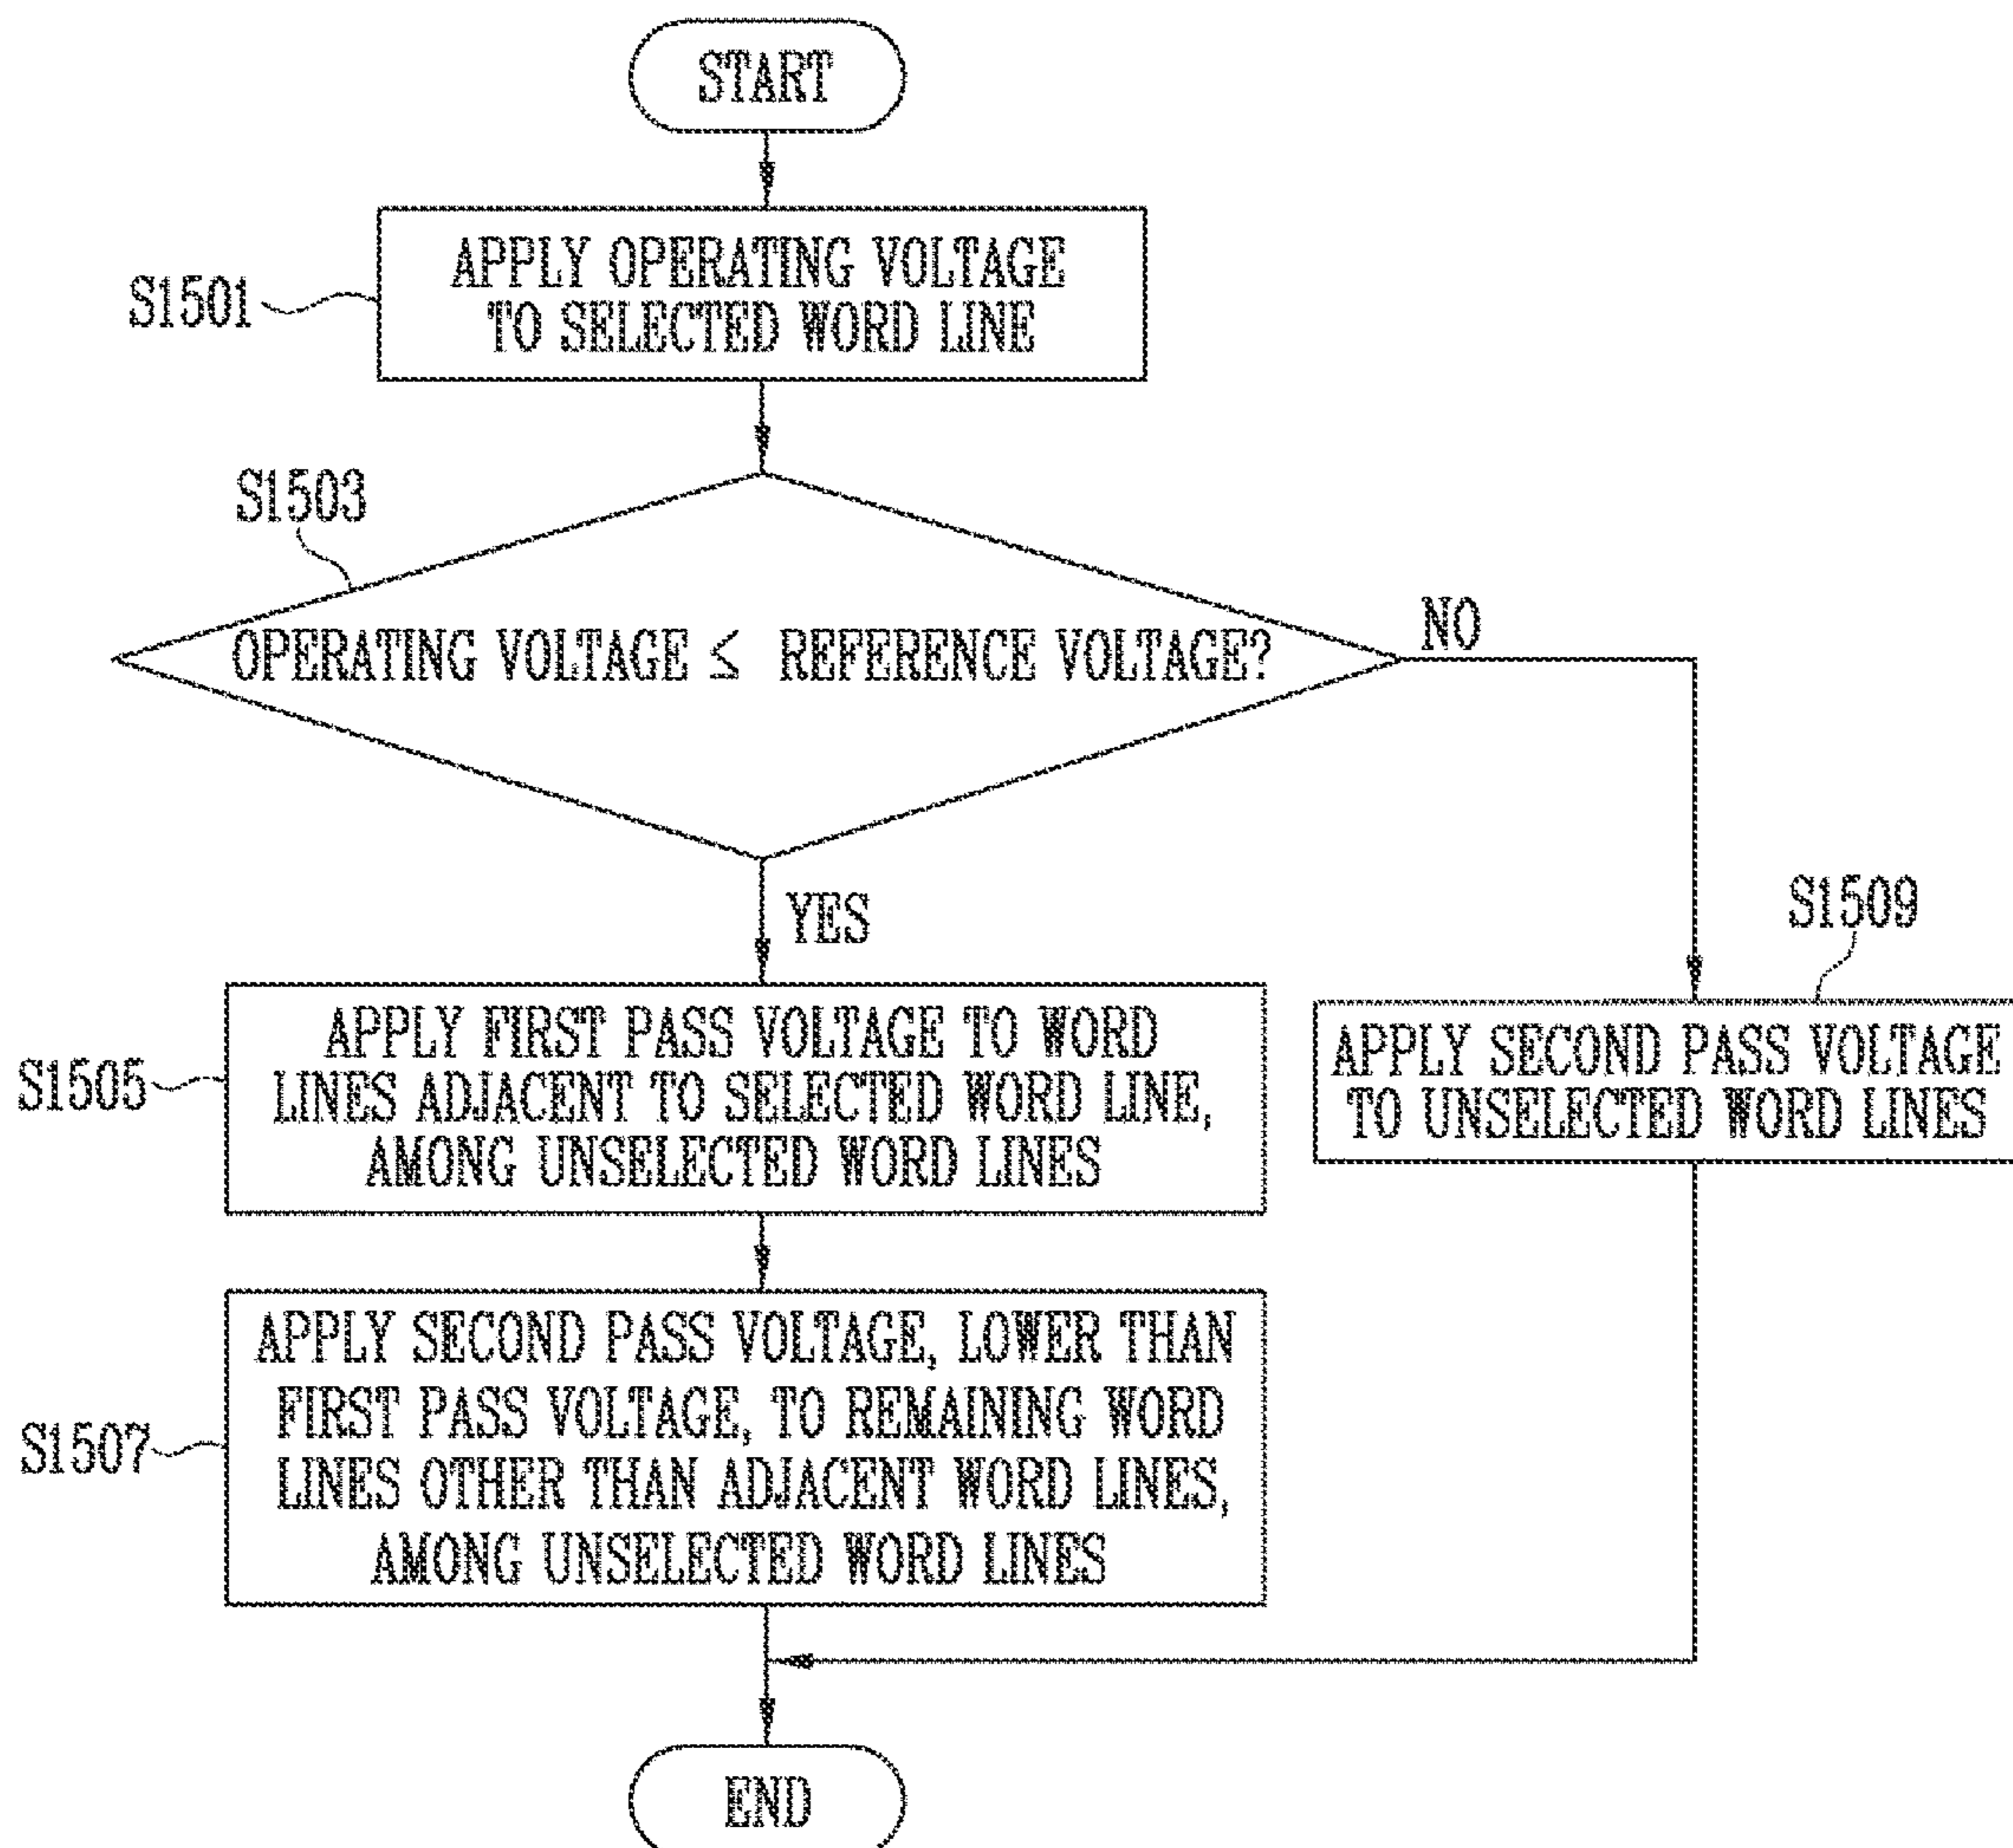 START
S1501
APPLY OPERATING VOLTAGE
TO SELECTED WORD LINE
S1503
OPERATING VOLTAGE ≤ REFERENCE VOLTAGE?
NO
YES
S1505
APPLY FIRST PASS VOLTAGE TO WORD
LINES ADJACENT TO SELECTED WORD LINE,
AMONG UNSELECTED WORD LINES
S1509
APPLY SECOND PASS VOLTAGE
TO UNSELECTED WORD LINES
S1507
APPLY SECOND PASS VOLTAGE, LOWER THAN
FIRST PASS VOLTAGE, TO REMAINING WORD
LINES OTHER THAN ADJACENT WORD LINES,
AMONG UNSELECTED WORD LINES
END